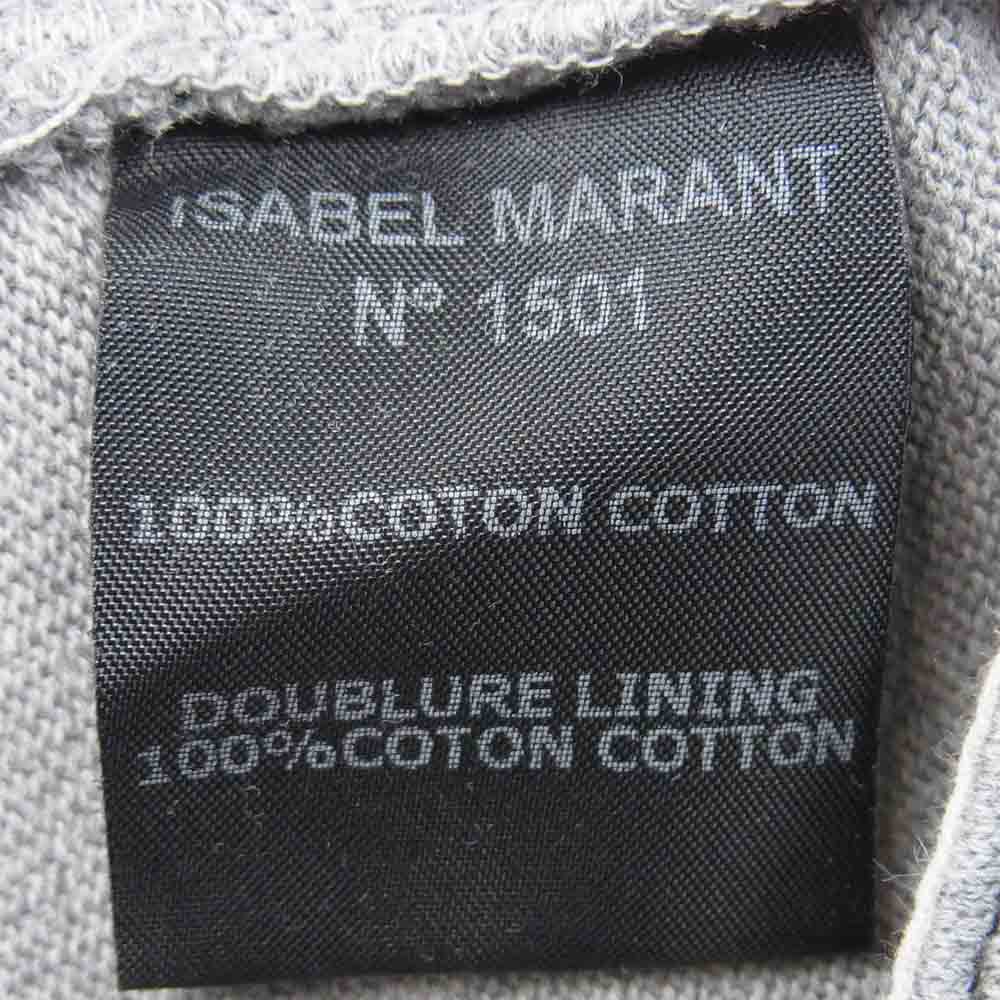 ISABEL MARANT
N° 1501
100%COTON COTTON
DOUBLURE LINING
100%COTON COTTON